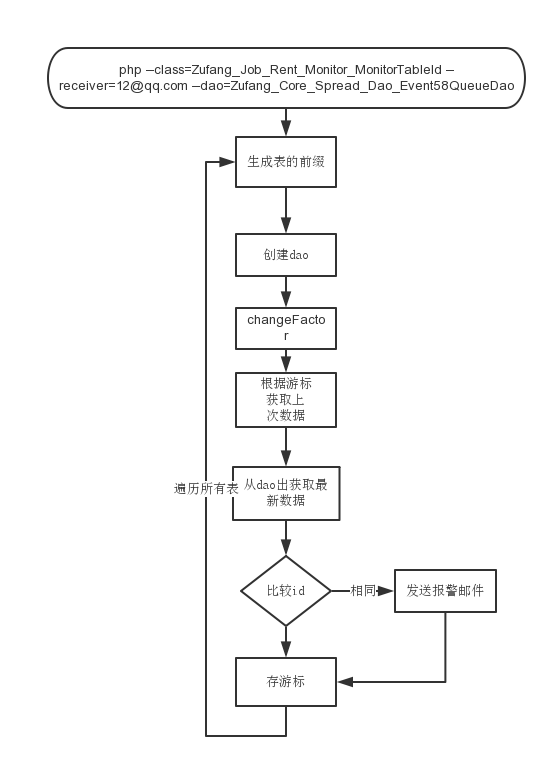 php --class=Zufang_Job_Rent_Monitor_MonitorTableId --
receiver=12@qq.com --dao=Zufang_Core_Spread_Dao_Event58QueueDao
生成表的前缀
创建dao
changeFacto
r
根据游标
获取上
次数据
遍历所有表
从dao出获取最
新数据
比较id
相同
发送报警邮件
存游标